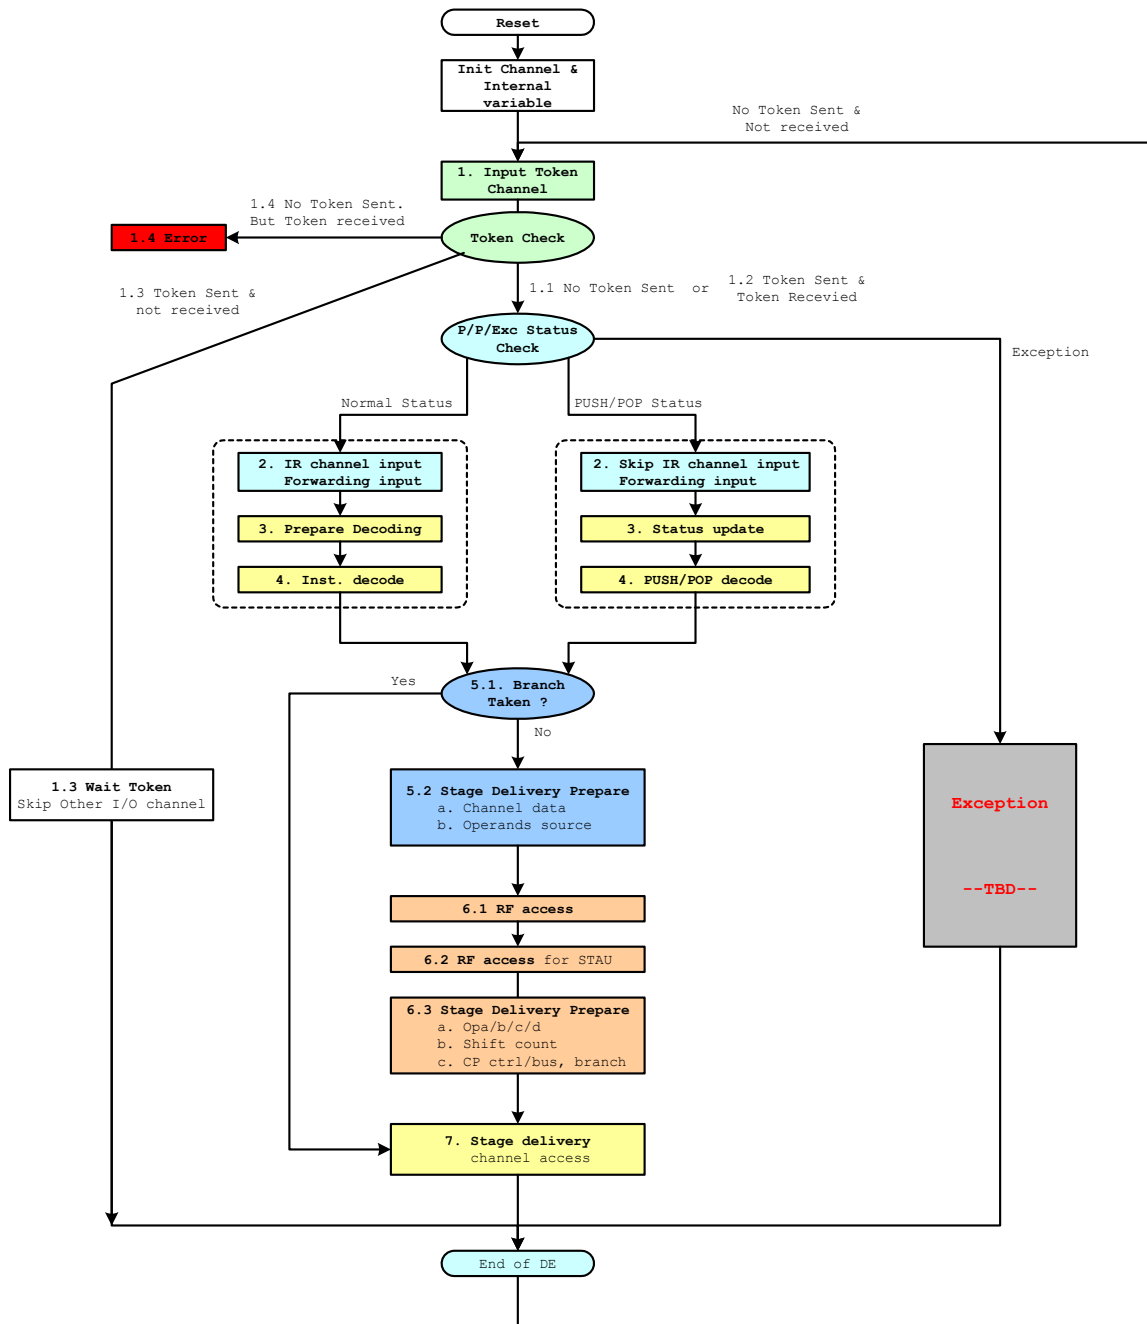 Reset
Init Channel &
Internal
variable
No Token Sent &
Not received
1. Input Token
Channel
1.4 No Token Sent.
But Token received
1.4 Error
Token Check
1.3 Token Sent &
not received
1.1 No Token Sent or
1.2 Token Sent &
Token Recevied
P/P/Exc Status
Check
Exception
Normal Status
PUSH/POP Status
2. IR channel input
Forwarding input
2. Skip IR channel input
Forwarding input
3. Prepare Decoding
3. Status update
4. Inst. decode
4. PUSH/POP decode
Yes
5.1. Branch
Taken ?
No
1.3 Wait Token
Skip Other I/O channel
5.2 Stage Delivery Prepare
a. Channel data
b. Operands source
Exception
--TBD--
6.1 RF access
6.2 RF access for STAU
6.3 Stage Delivery Prepare
a. Opa/b/c/d
b. Shift count
c. CP ctrl/bus, branch
7. Stage delivery
channel access
End of DE